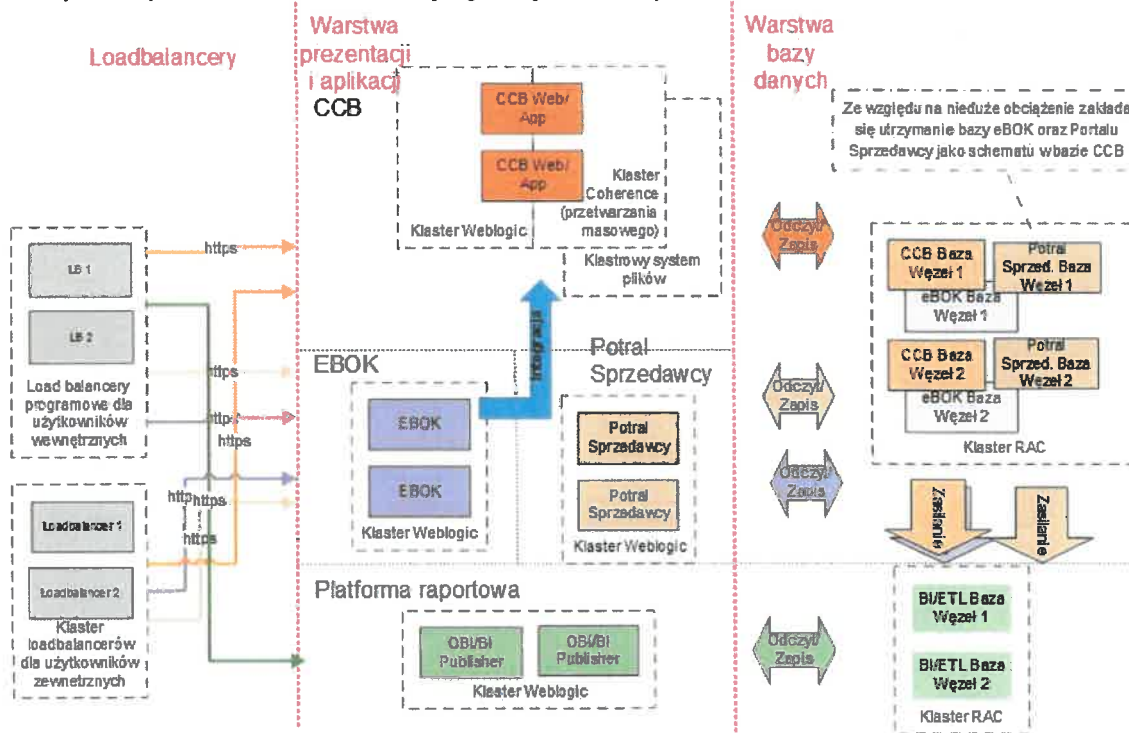 Loadbalancery
Warstwa
prezentacji
i aplikacji
CCB
Warstwa
bazy
danych
CCB Web/
App
CCB Web/
App
Klaster
Coherence
(przetwarzania
masowego)
Klaster Weblogic
Klastrowy system
plików
Ze względu na nieduże obciążenie zakłada
się utrzymanie bazy eBOK oraz Portalu
Sprzedawcy jako schematu w bazie CCB
LB 1
LB 2
Load balancery
programowe dla
użytkowników
wewnętrznych
https
https
https
https
http
https
https
Loadbalancer 1
Loadbalancer 2
Klaster
loadbalancerów
dla użytkowników
zewnetrznych
Integracja
EBOK
EBOK
EBOK
Klaster Weblogic
Potral
Sprzedawcy
Potral
Sprzedawcy
Potral
Sprzedawcy
Klaster Weblogic
Odczyt/
Zapis
Odczyt/
Zapis
Odczyt/
Zapis
CCB Baza
Węzeł 1
Potral
Sprzed. Baza
Węzeł 1
eBOK Baza
Węzeł 1
CCB Baza
Węzeł 2
Potral
Sprzed. Baza
Węzeł 2
eBOK Baza
Węzeł 2
Klaster RAC
Zasilanie
Zasilanie
Platforma raportowa
OBI/BI
Publisher
OBI/BI
Publisher
Klaster Weblogic
Odczyt/
Zapis
BI/ETL Baza
Węzeł 1
BI/ETL Baza
Węzeł 2
Klaster RAC